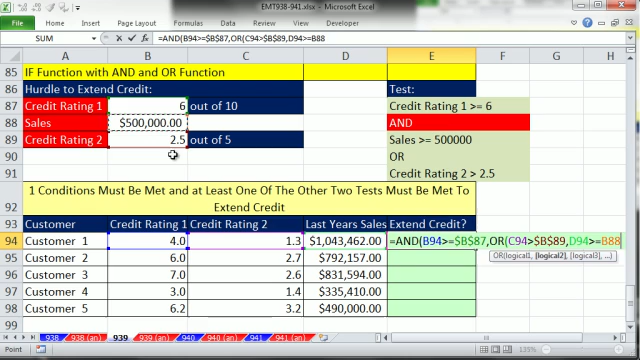 EMT938-941.xlsx - Microsoft Excel
File Home Insert Page Layout Formulas Data Review View Developer
SUM =AND(B94>=$B$87,OR(C94>$B$89,D94>=B88
A B C D E F G H
85 IF Function with AND and OR Function
86 Hurdle to Extend Credit: Test:
87 Credit Rating 1 6 out of 10 Credit Rating 1 >= 6
88 Sales $500,000.00 AND
89 Credit Rating 2 2.5 out of 5 Sales >= 500000
90 OR
91 Credit Rating 2 > 2.5
1 Conditions Must Be Met and at Least One Of The Other Two Tests Must Be Met To
92 Extend Credit
93 Customer Credit Rating 1 Credit Rating 2 Last Years Sales Extend Credit?
94 Customer 1 4.0 1.3 $1,043,462.00 =AND(B94>=$B$87,OR(C94>$B$89,D94>=B88
95 Customer 2 6.0 2.7 $792,157.00 OR(logical1, [logical2], [logical3], ...)
96 Customer 3 7.0 2.6 $831,594.00
97 Customer 4 3.0 1.4 $335,410.00
98 Customer 5 6.2 3.2 $490,000.00
99
938 938 (an) 939 939 (an) 940 940 (an) 941 941 (an)
Point 135%